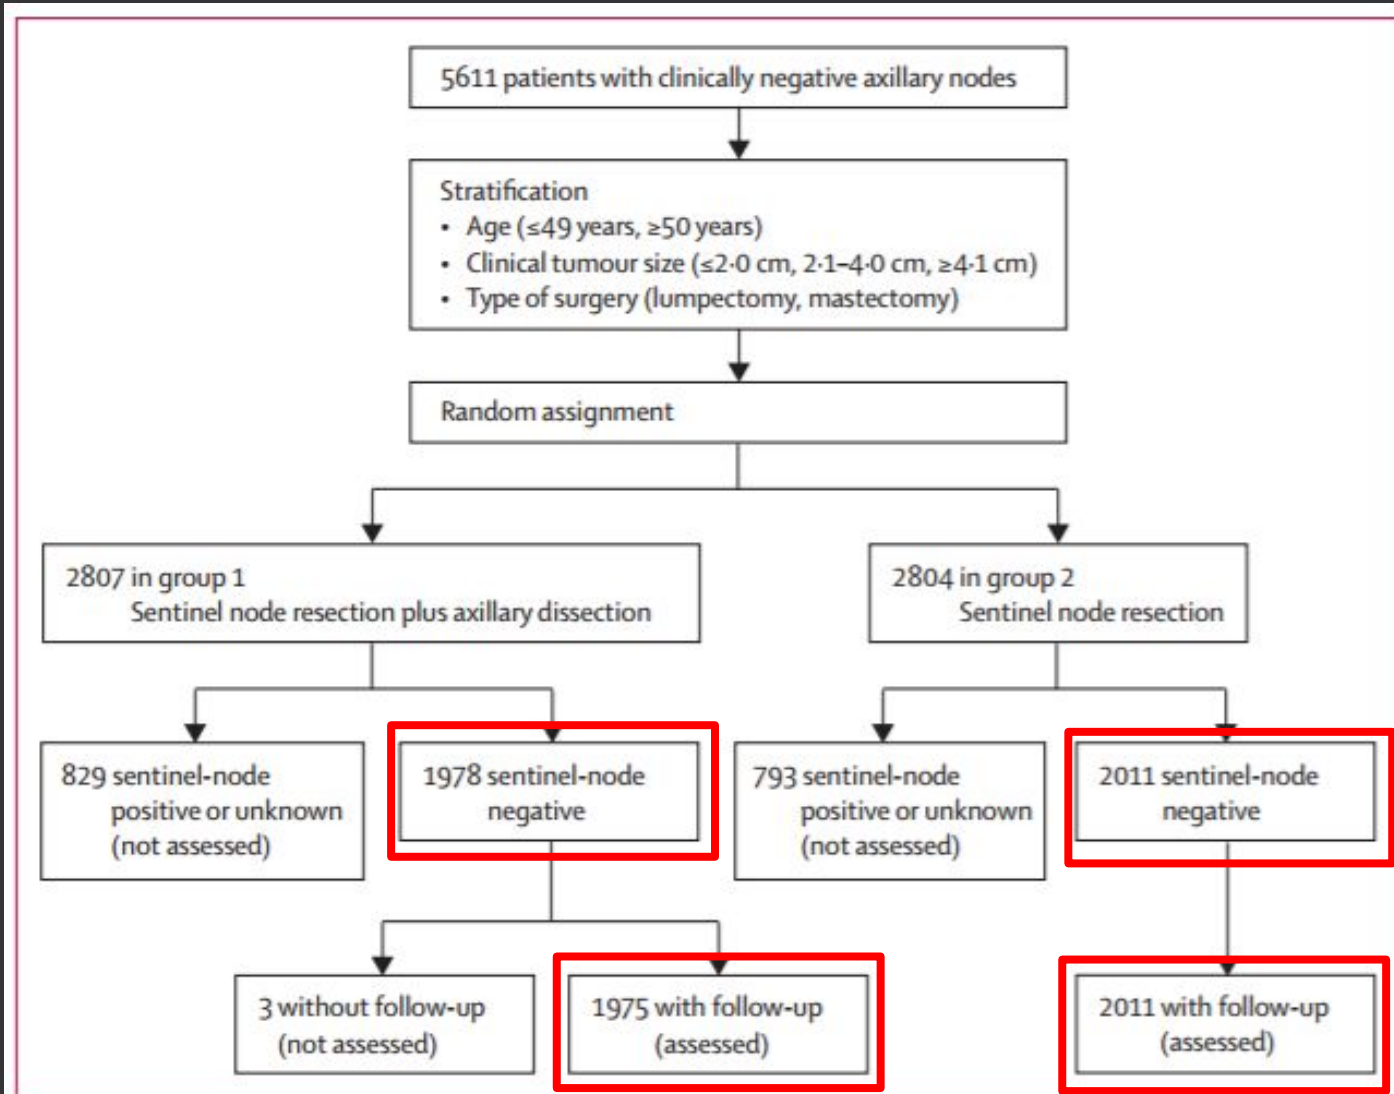 5611 patients with clinically negative axillary nodes
Stratification
• Age (≤49 years, ≥50 years)
• Clinical tumour size (≤2·0 cm, 2·1–4·0 cm, ≥4·1 cm)
• Type of surgery (lumpectomy, mastectomy)
Random assignment
2807 in group 1
Sentinel node resection plus axillary dissection
2804 in group 2
Sentinel node resection
829 sentinel-node
positive or unknown
(not assessed)
1978 sentinel-node
negative
793 sentinel-node
positive or unknown
(not assessed)
2011 sentinel-node
negative
3 without follow-up
(not assessed)
1975 with follow-up
(assessed)
2011 with follow-up
(assessed)